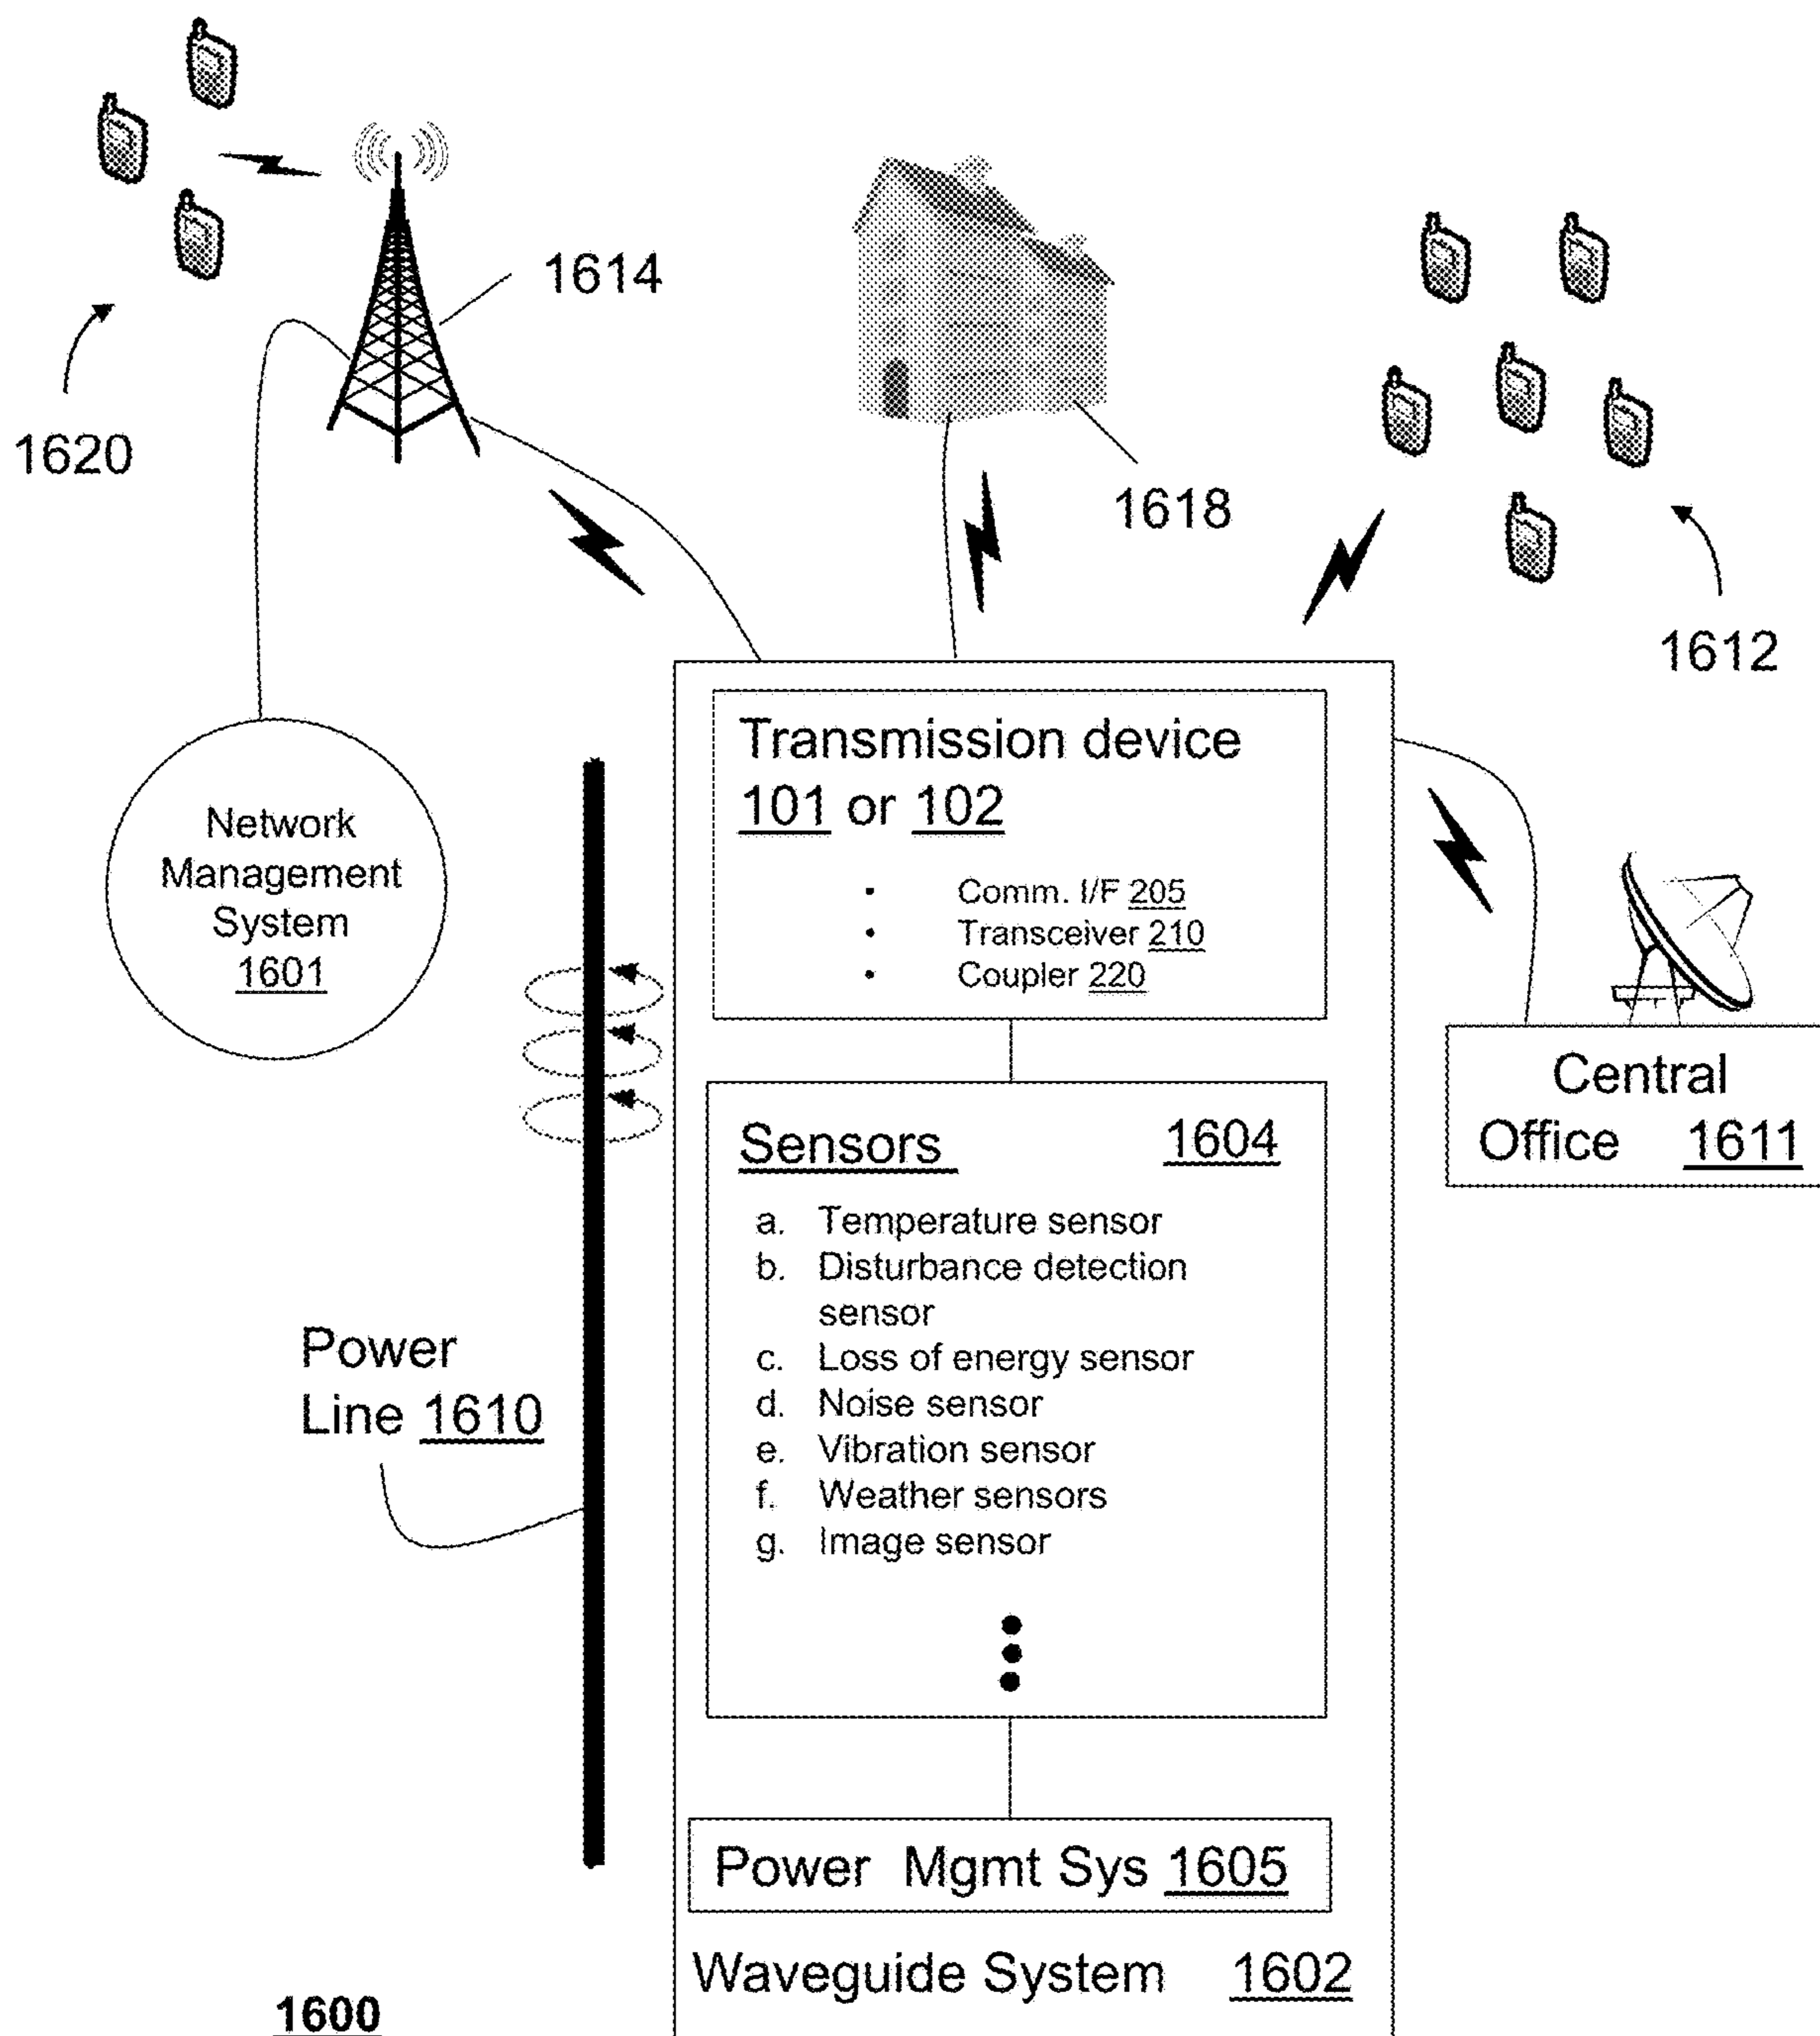 1614
1620
1618
1612
Transmission device
101 or 102
• Comm. I/F 205
• Transceiver 210
• Coupler 220
Network
Management
System
1601
Central
Office 1611
Sensors 1604
a. Temperature sensor
b. Disturbance detection
sensor
c. Loss of energy sensor
d. Noise sensor
e. Vibration sensor
f. Weather sensors
g. Image sensor
Power
Line 1610
Power Mgmt Sys 1605
Waveguide System 1602
1600